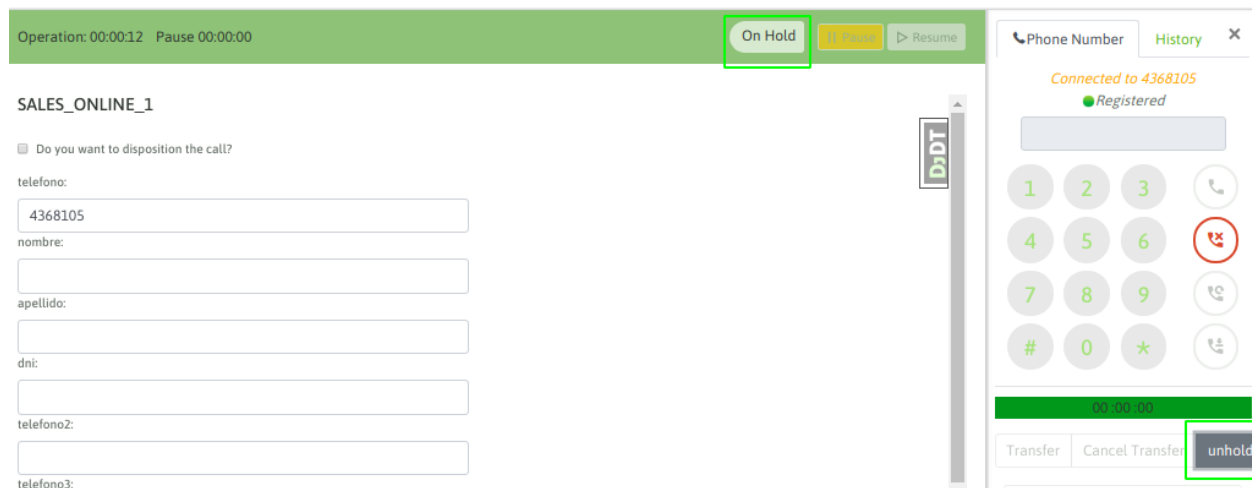 Operation: 00:00:12 Pause 00:00:00
On Hold
Pause
Resume
Phone Number
History
×
Connected to 4368105
Registered
SALES_ONLINE_1
DJDT
Do you want to disposition the call?
telefono:
4368105
nombre:
apellido:
dni:
telefono2:
telefono3:
1 2 3
4 5 6
7 8 9
# 0 *
00:00:00
Transfer
Cancel Transfer
unhold